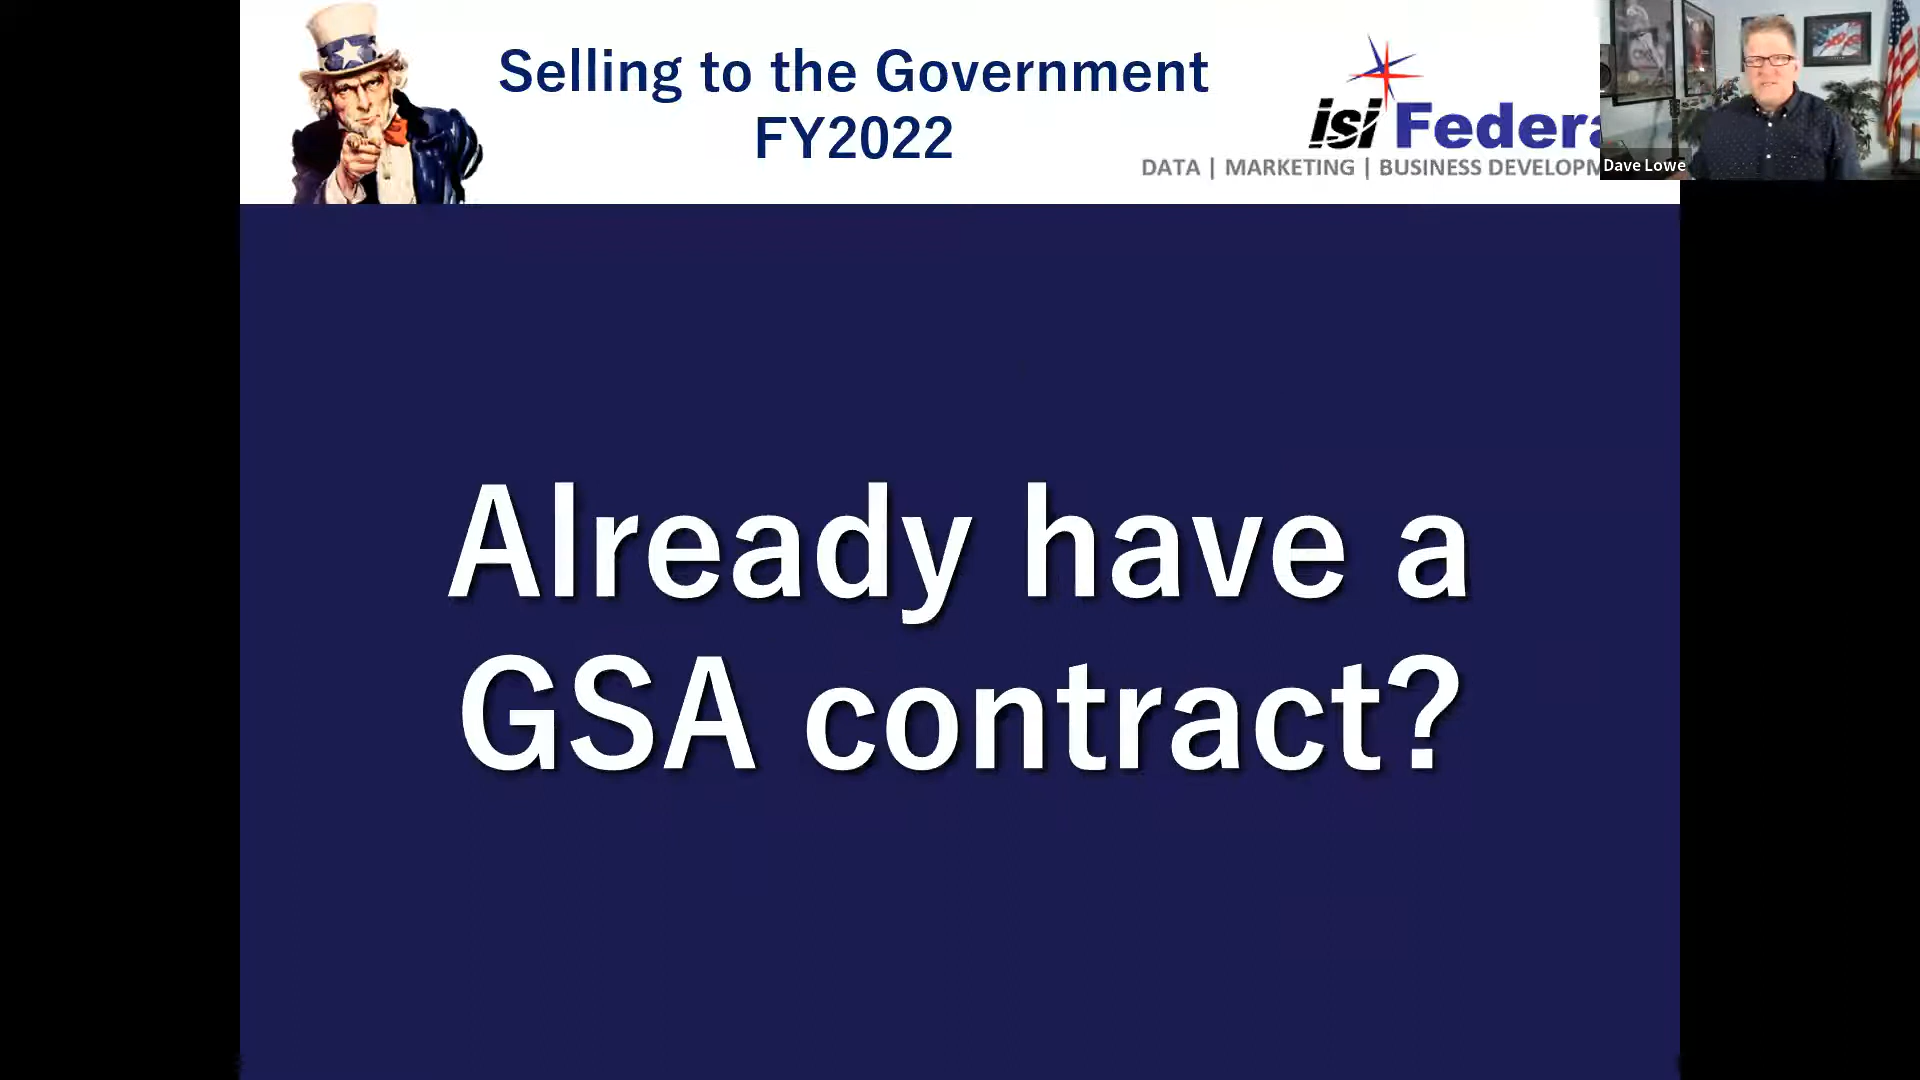 Selling to the Government
FY2022
isi Federa
DATA | MARKETING | BUSINESS DEVELOPM
Dave Lowe
Already have a
GSA contract?